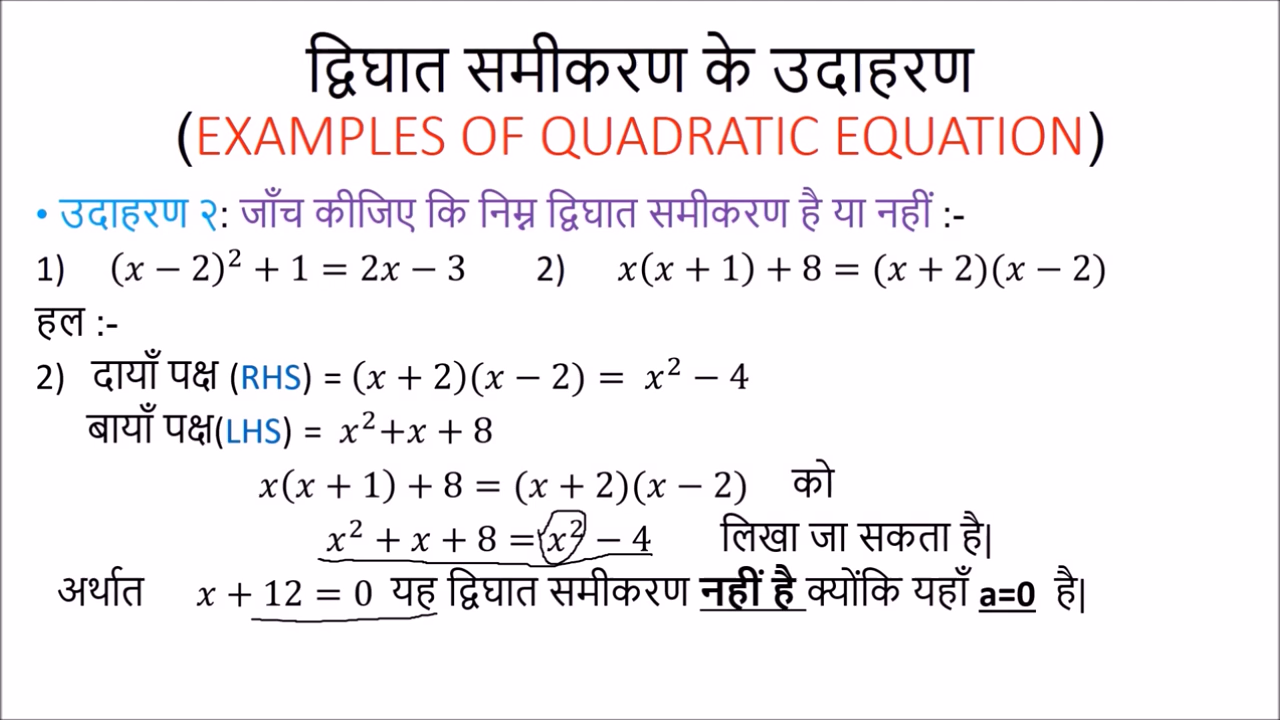 द्विघात समीकरण के उदाहरण
(EXAMPLES OF QUADRATIC EQUATION)
• उदाहरण २: जाँच कीजिए कि निम्न द्विघात समीकरण है या नहीं :-
1) (x − 2)² + 1 = 2x − 3 2) x(x + 1) + 8 = (x + 2)(x − 2)
हल :-
2) दायाँ पक्ष (RHS) = (x + 2)(x − 2) = x² − 4
बायाँ पक्ष(LHS) = x²+x + 8
x(x + 1) + 8 = (x + 2)(x − 2) को
x² + x + 8 = x² − 4 लिखा जा सकता है|
अर्थात x + 12 = 0 यह द्विघात समीकरण नहीं है क्योंकि यहाँ a=0 है|